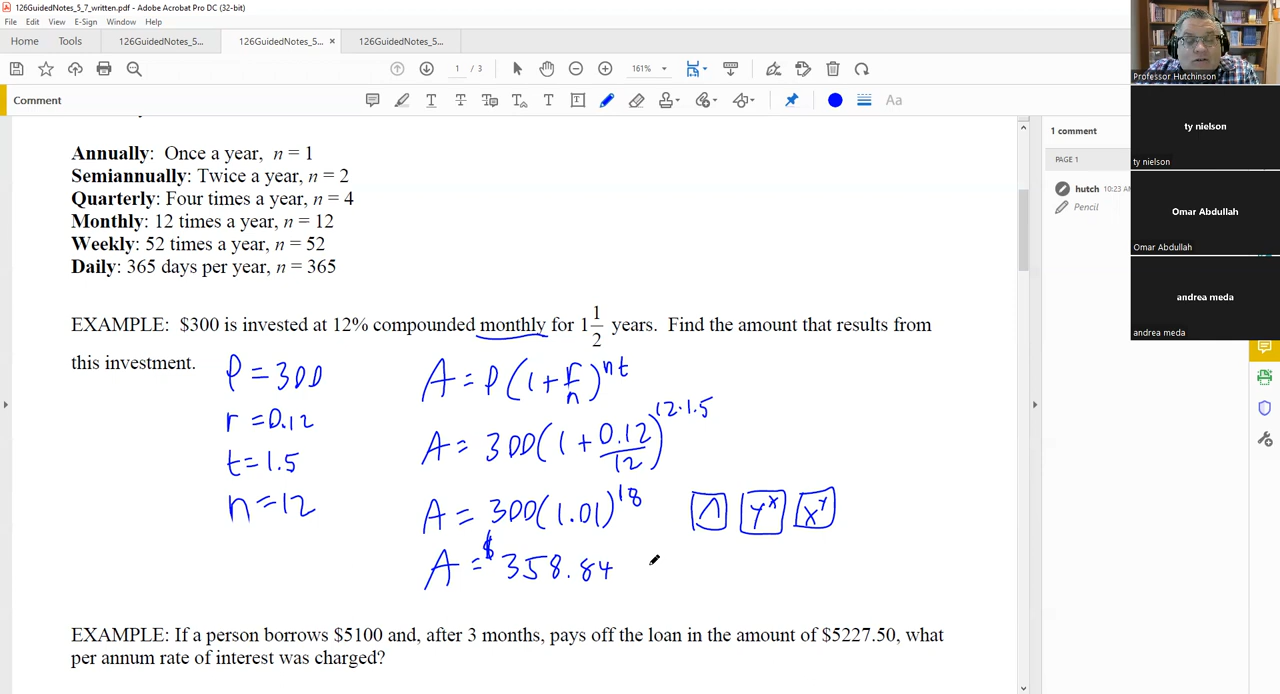 126GuidedNotes_5_7_written.pdf - Adobe Acrobat Pro DC (32-bit)
File Edit View E-Sign Window Help
Home Tools 126GuidedNotes_5_... 126GuidedNotes_5_... × 126GuidedNotes_5_...
1 / 3 161%
Comment
Aa
Annually: Once a year, n = 1
Semiannually: Twice a year, n = 2
Quarterly: Four times a year, n = 4
Monthly: 12 times a year, n = 12
Weekly: 52 times a year, n = 52
Daily: 365 days per year, n = 365
EXAMPLE: $300 is invested at 12% compounded monthly for 1 1/2 years. Find the amount that results from
this investment.
P = 300
r = 0.12
t = 1.5
n = 12
A = P(1 + r/n)^nt
A = 300(1 + 0.12/12)^12·1.5
A = 300(1.01)^18
^ y^x x^y
A = $358.84
EXAMPLE: If a person borrows $5100 and, after 3 months, pays off the loan in the amount of $5227.50, what
per annum rate of interest was charged?
1 comment
PAGE 1
hutch 10:23 AM
Pencil
Professor Hutchinson
ty nielson
ty nielson
Omar Abdullah
Omar Abdullah
andrea meda
andrea meda